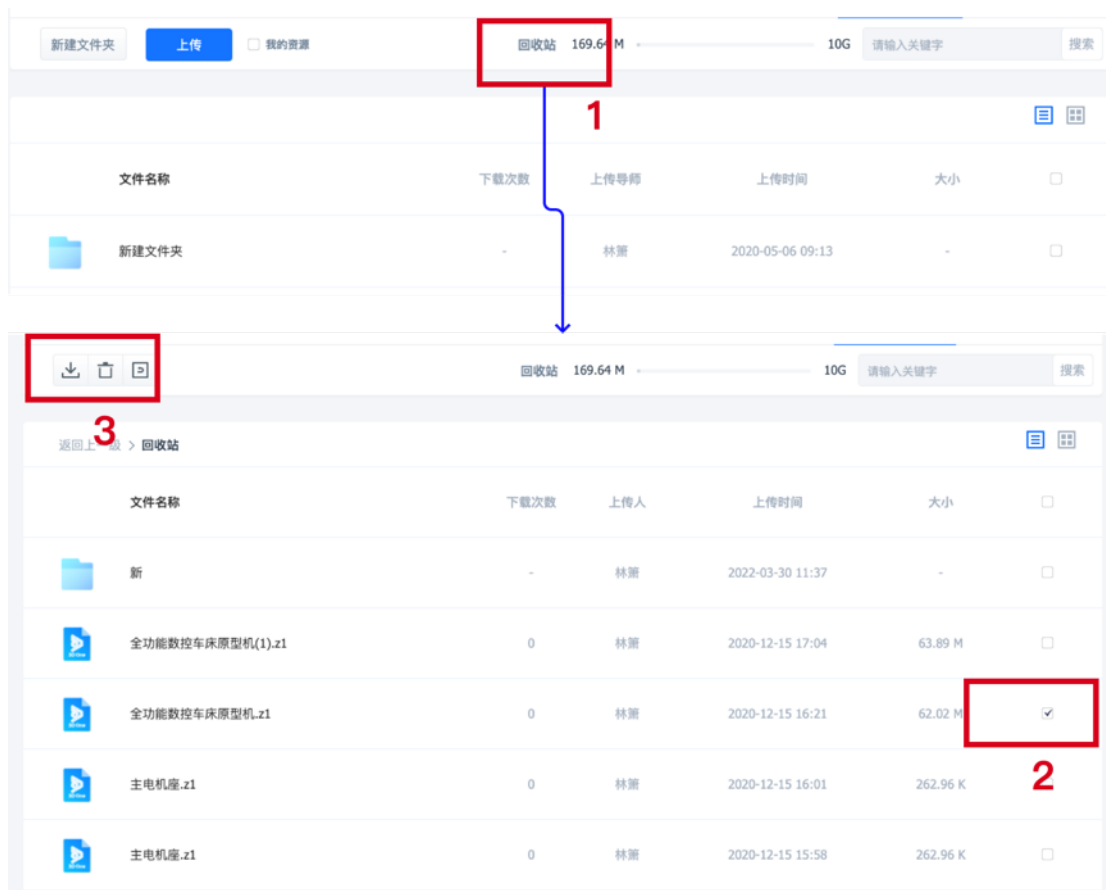 新建文件夹 上传 我的资源 回收站 169.64 M 10G 请输入关键字 搜索
1
文件名称 下载次数 上传导师 上传时间 大小
新建文件夹 - 林箫 2020-05-06 09:13 -
回收站 169.64 M 10G 请输入关键字 搜索
3
返回上一级 > 回收站
文件名称 下载次数 上传人 上传时间 大小
新 - 林箫 2022-03-30 11:37 -
全功能数控车床原型机(1).z1 0 林箫 2020-12-15 17:04 63.89 M
全功能数控车床原型机.z1 0 林箫 2020-12-15 16:21 62.02 M
2
主电机座.z1 0 林箫 2020-12-15 16:01 262.96 K
主电机座.z1 0 林箫 2020-12-15 15:58 262.96 K